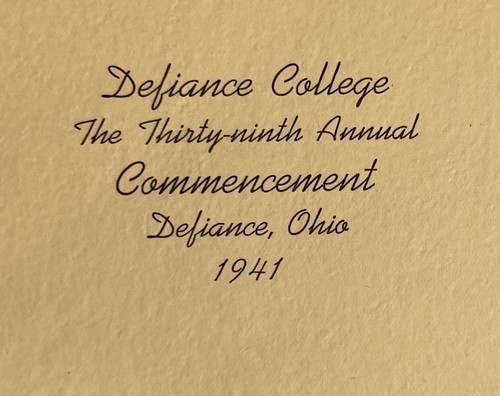 Defiance College
The Thirty-ninth Annual
Commencement
Defiance, Ohio
1941